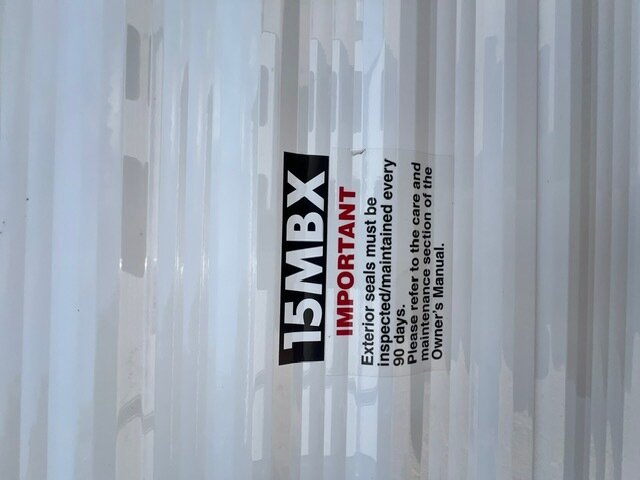 15MBX
IMPORTANT
Exterior seals must be
inspected/maintained every
90 days.
Please refer to the care and
maintenance section of the
Owner's Manual.